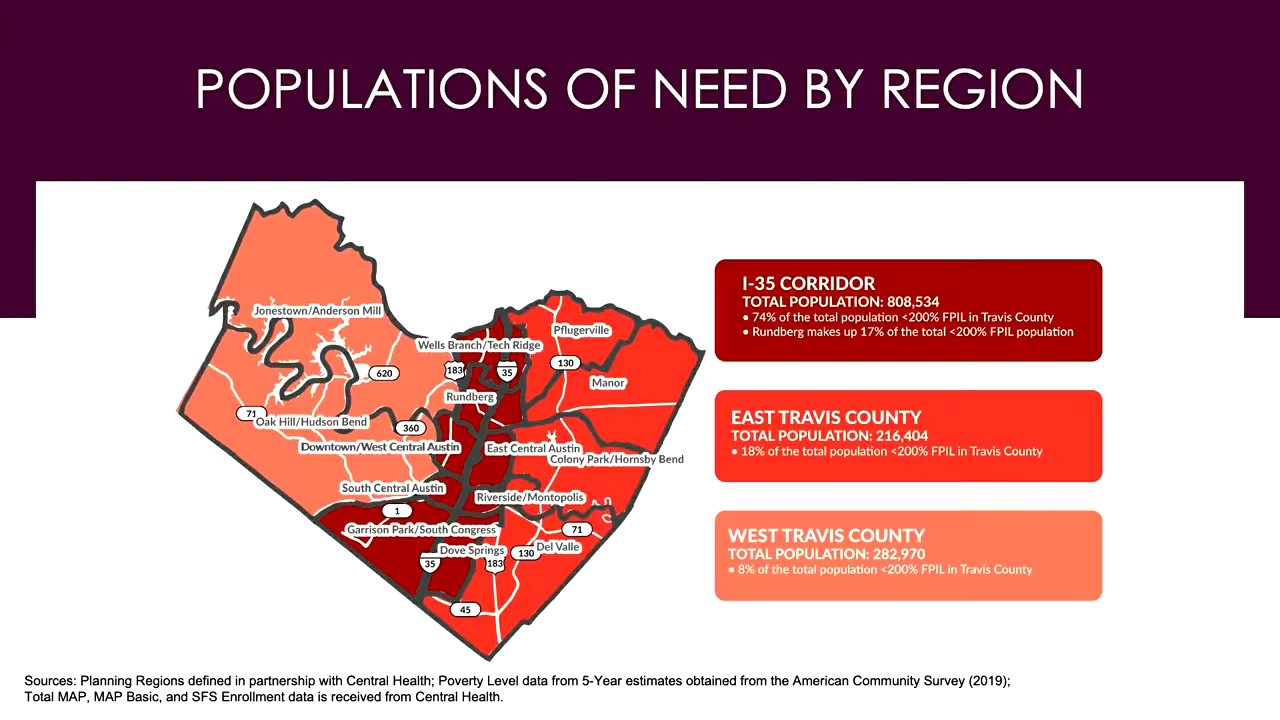 POPULATIONS OF NEED BY REGION
Jonestown/Anderson Mill
Wells Branch/Tech Ridge
Pflugerville
130
183
35
620
Manor
Rundberg
71
Oak Hill/Hudson Bend
360
Downtown/West Central Austin
East Central Austin
Colony Park/Hornsby Bend
South Central Austin
Riverside/Montopolis
1
Garrison Park/South Congress
71
Dove Springs
130
Del Valle
35
183
45
I-35 CORRIDOR
TOTAL POPULATION: 808,534
• 74% of the total population <200% FPIL in Travis County
• Rundberg makes up 17% of the total <200% FPIL population
EAST TRAVIS COUNTY
TOTAL POPULATION: 216,404
• 18% of the total population <200% FPIL in Travis County
WEST TRAVIS COUNTY
TOTAL POPULATION: 282,970
• 8% of the total population <200% FPIL in Travis County
Sources: Planning Regions defined in partnership with Central Health; Poverty Level data from 5-Year estimates obtained from the American Community Survey (2019);
Total MAP, MAP Basic, and SFS Enrollment data is received from Central Health.